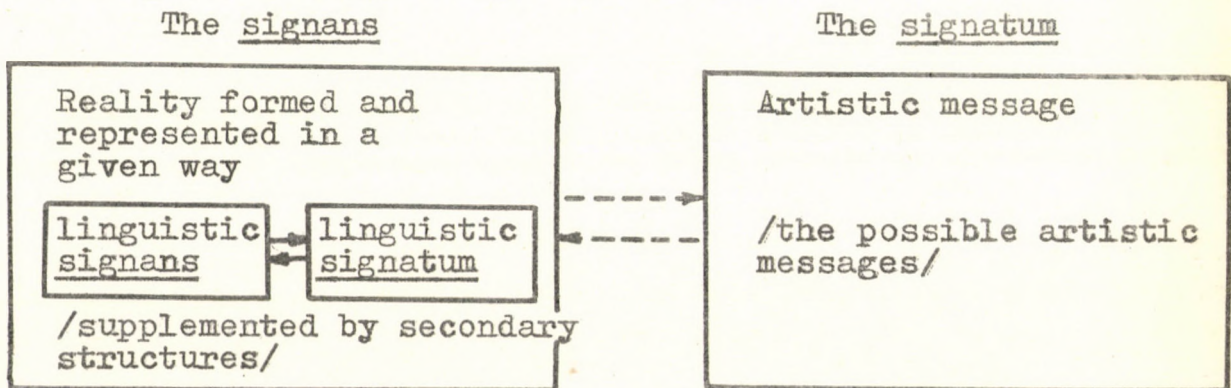 The signans
The signatum
Reality formed and
represented in a
given way
linguistic
signans
linguistic
signatum
/supplemented by secondary
structures/
Artistic message
/the possible artistic
messages/